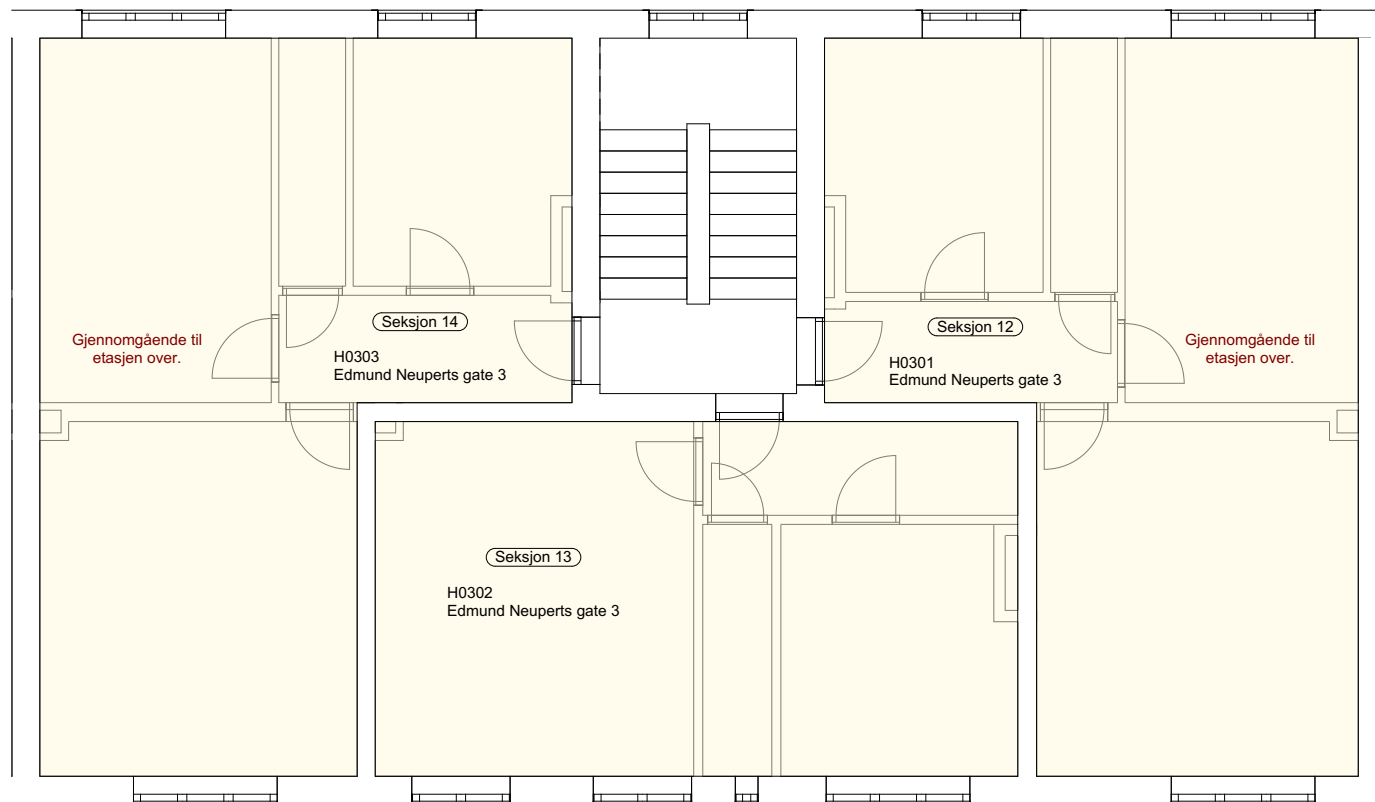 Gjennomgående til
etasjen over.
Seksjon 14
H0303
Edmund Neuperts gate 3
Seksjon 12
H0301
Edmund Neuperts gate 3
Gjennomgående til
etasjen over.
Seksjon 13
H0302
Edmund Neuperts gate 3